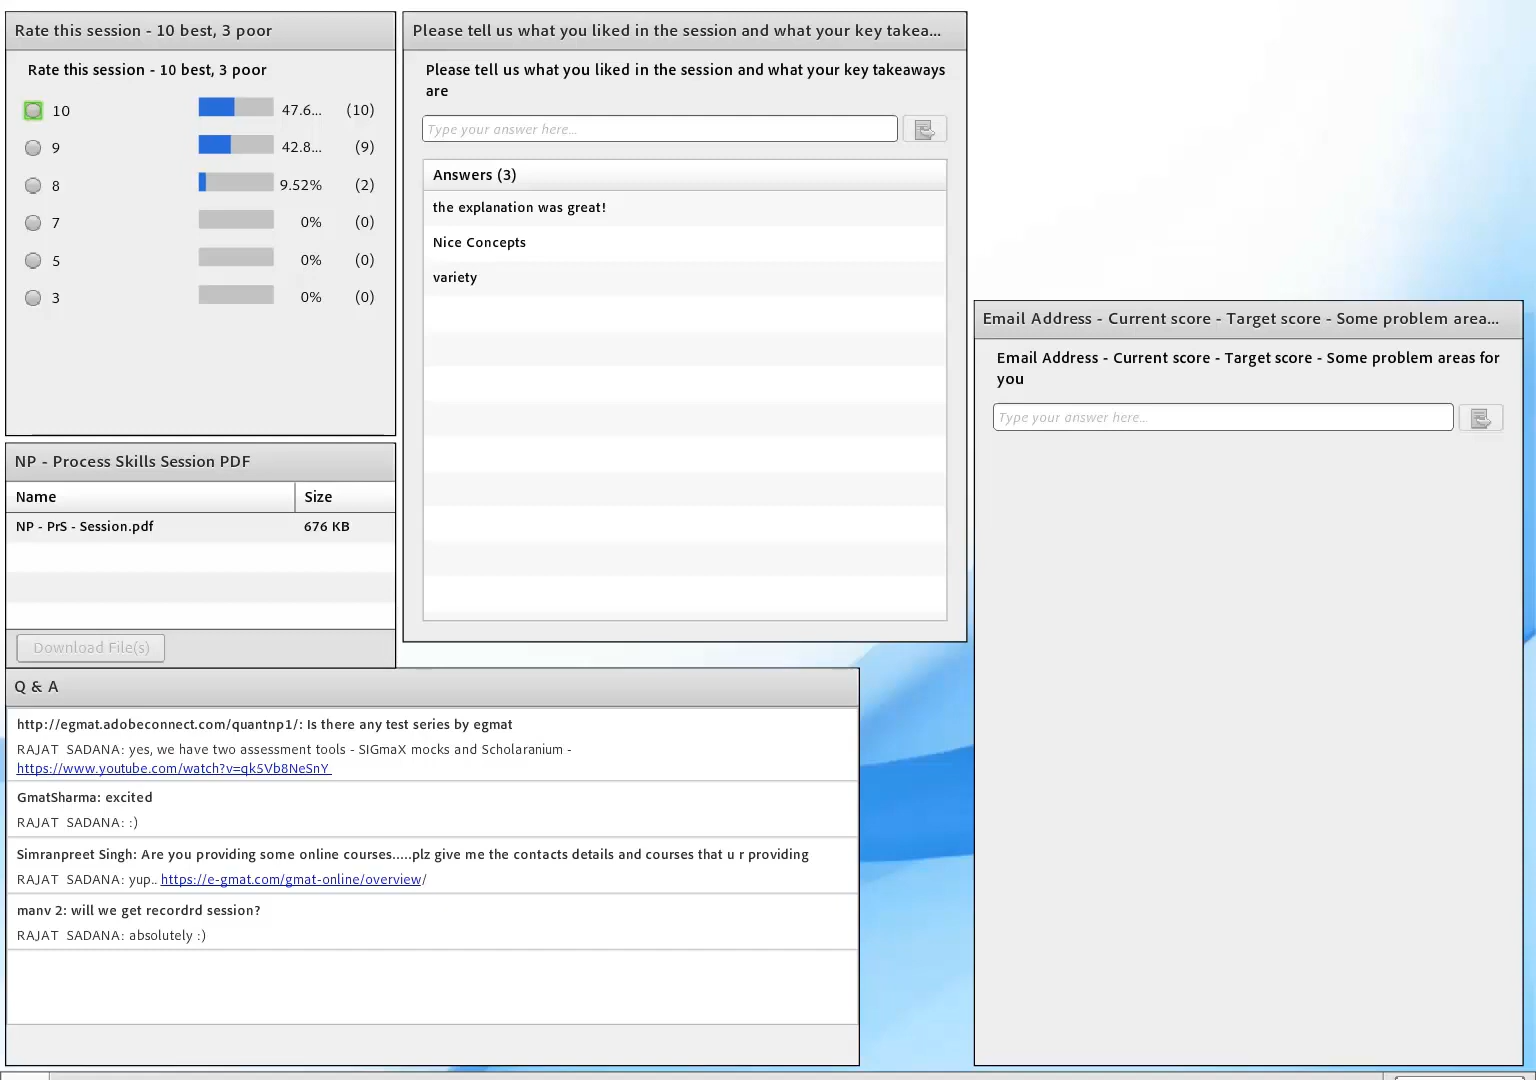 Rate this session - 10 best, 3 poor
Rate this session - 10 best, 3 poor
10 47.6... (10)
9 42.8... (9)
8 9.52% (2)
7 0% (0)
5 0% (0)
3 0% (0)
NP - Process Skills Session PDF
Name Size
NP - PrS - Session.pdf 676 KB
Download File(s)
Please tell us what you liked in the session and what your key takea...
Please tell us what you liked in the session and what your key takeaways
are
Type your answer here...
Answers (3)
the explanation was great!
Nice Concepts
variety
Email Address - Current score - Target score - Some problem area...
Email Address - Current score - Target score - Some problem areas for
you
Type your answer here...
Q & A
http://egmat.adobeconnect.com/quantnp1/: Is there any test series by egmat
RAJAT SADANA: yes, we have two assessment tools - SIGmaX mocks and Scholaranium -
https://www.youtube.com/watch?v=qk5Vb8NeSnY
GmatSharma: excited
RAJAT SADANA: :)
Simranpreet Singh: Are you providing some online courses.....plz give me the contacts details and courses that u r providing
RAJAT SADANA: yup.. https://e-gmat.com/gmat-online/overview/
manv 2: will we get recordrd session?
RAJAT SADANA: absolutely :)